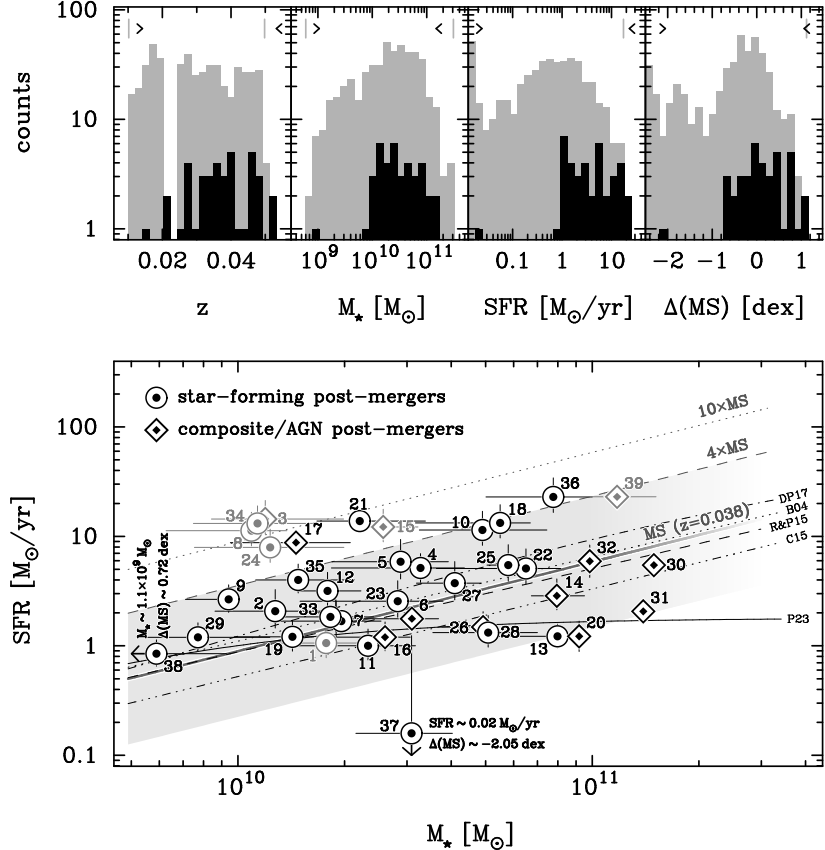 100
10
1
counts
0.02 0.04
10⁹ 10¹⁰ 10¹¹
0.1 1 10
−2 −1 0 1
z
M⋆ [M⊙]
SFR [M⊙/yr]
Δ(MS) [dex]
star-forming post-mergers
composite/AGN post-mergers
10×MS
4×MS
MS (z=0.038)
DP17
B04
R&P15
C15
P23
100
10
1
0.1
SFR [M⊙/yr]
M⋆ ~ 1.1×10⁹ M⊙
Δ(MS) ~ 0.72 dex
36
39
34
3
17
21
15
10
18
8
24
35
12
5
4
25
22
32
30
9
2
33
23
6
27
14
31
29
7
26
28
13
20
38
19
1
11
16
37
SFR ~ 0.02 M⊙/yr
Δ(MS) ~ −2.05 dex
10¹⁰ 10¹¹
M⋆ [M⊙]